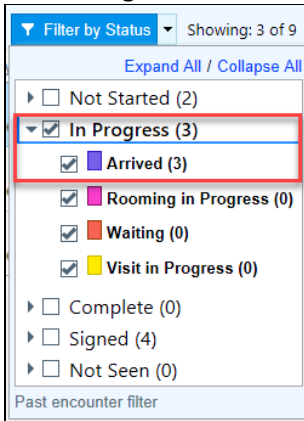 Filter by Status Showing: 3 of 9
Expand All / Collapse All
Not Started (2)
In Progress (3)
Arrived (3)
Rooming in Progress (0)
Waiting (0)
Visit in Progress (0)
Complete (0)
Signed (4)
Not Seen (0)
Past encounter filter